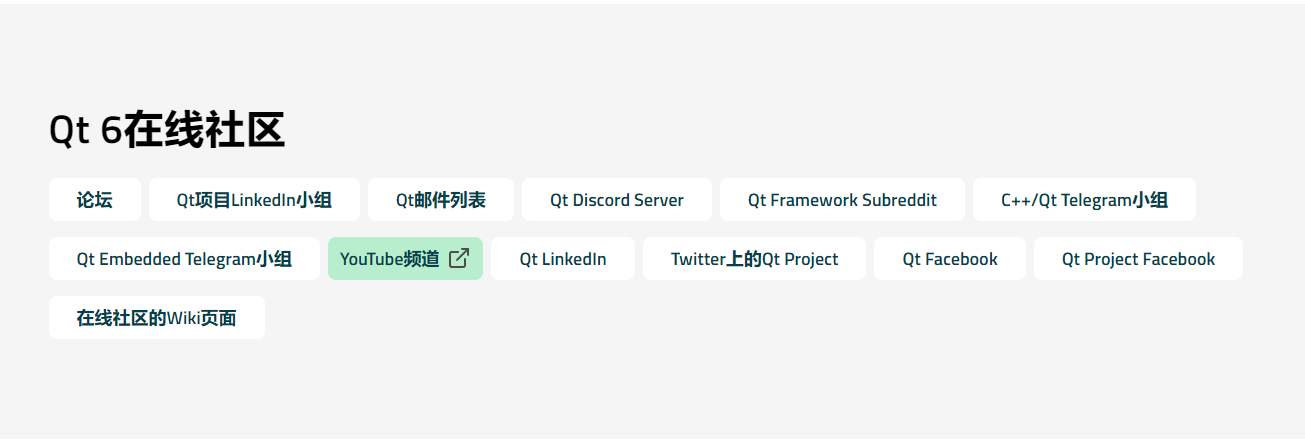 Qt 6在线社区
论坛 Qt项目LinkedIn小组 Qt邮件列表 Qt Discord Server Qt Framework Subreddit C++/Qt Telegram小组
Qt Embedded Telegram小组 YouTube频道 Qt LinkedIn Twitter上的Qt Project Qt Facebook Qt Project Facebook
在线社区的Wiki页面